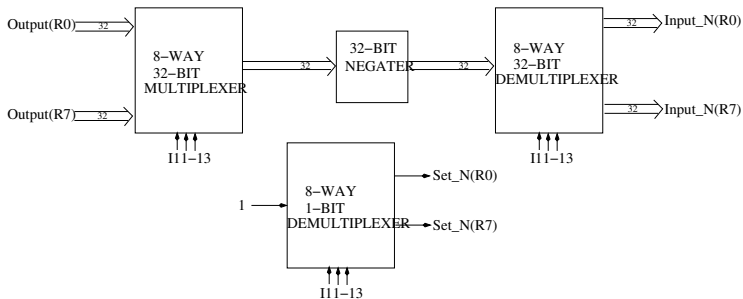 Output(R0)
32
8-WAY
32-BIT
MULTIPLEXER
32
32-BIT
NEGATER
32
8-WAY
32-BIT
DEMULTIPLEXER
32
Input_N(R0)
Output(R7)
32
32
Input_N(R7)
I11-13
I11-13
1
8-WAY
1-BIT
DEMULTIPLEXER
Set_N(R0)
Set_N(R7)
I11-13